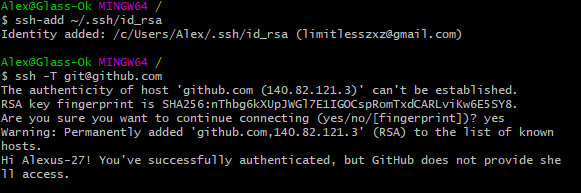 Alex@Glass-Ok MINGW64 /
$ ssh-add ~/.ssh/id_rsa
Identity added: /c/Users/Alex/.ssh/id_rsa (limitlesszxz@gmail.com)
Alex@Glass-Ok MINGW64 /
$ ssh -T git@github.com
The authenticity of host 'github.com (140.82.121.3)' can't be established.
RSA key fingerprint is SHA256:nThbg6kXUpJWGl7E1IGOCspRomTxdCARLviKw6E5SY8.
Are you sure you want to continue connecting (yes/no/[fingerprint])? yes
Warning: Permanently added 'github.com,140.82.121.3' (RSA) to the list of known
hosts.
Hi Alexus-27! You've successfully authenticated, but GitHub does not provide she
ll access.